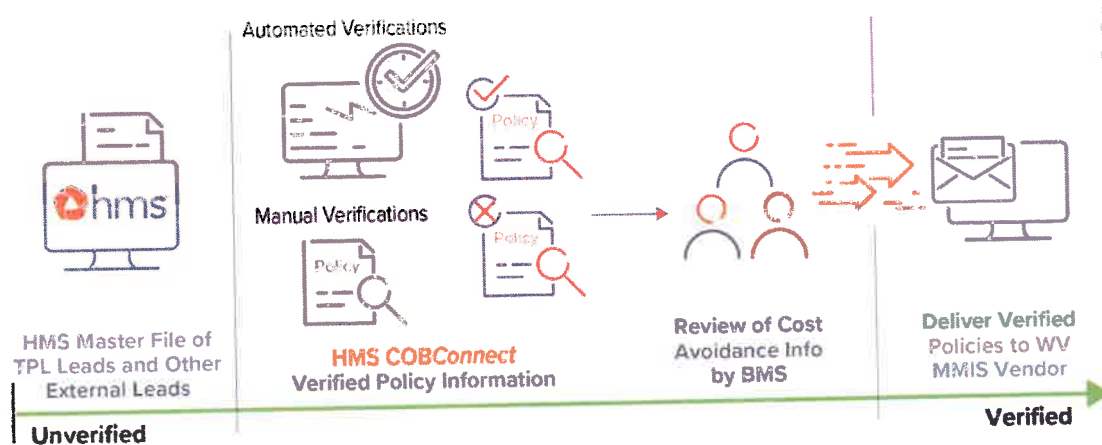 Automated Verifications
Policy
hms
Manual Verifications
Policy
Policy
HMS Master File of
TPL Leads and Other
External Leads
HMS COBConnect
Verified Policy Information
Review of Cost
Avoidance Info
by BMS
Deliver Verified
Policies to WV
MMIS Vendor
Unverified
Verified